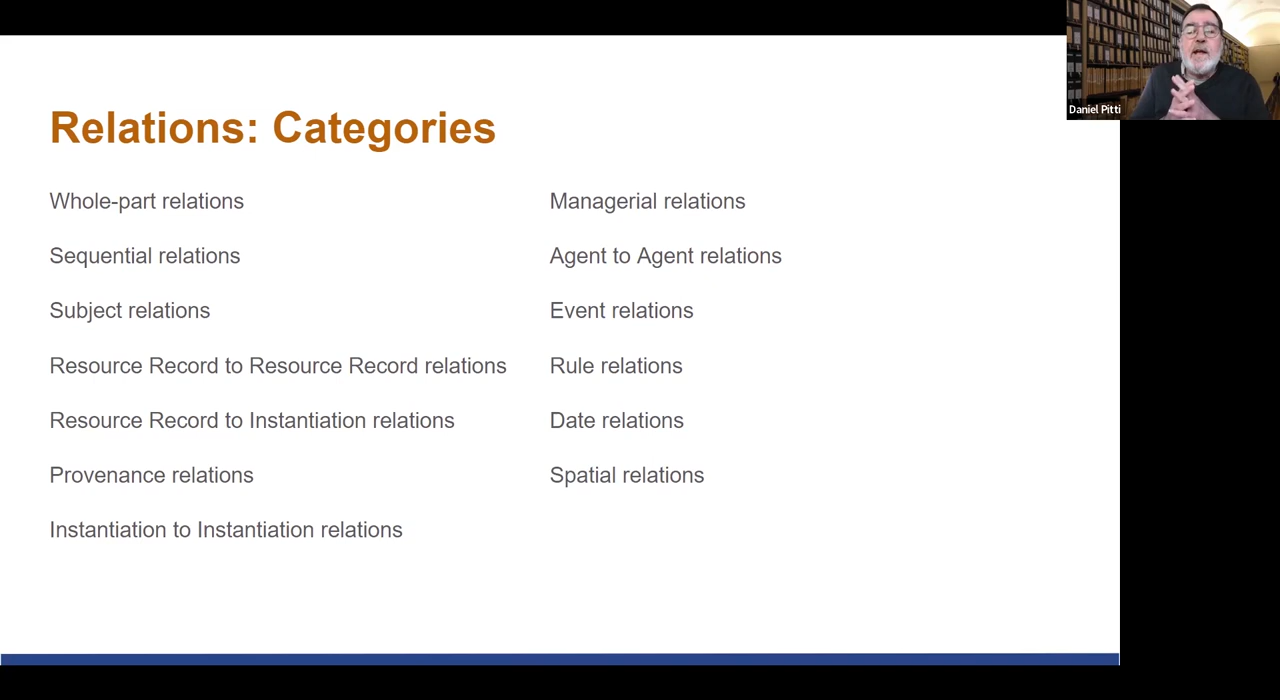 Relations: Categories
Whole-part relations
Sequential relations
Subject relations
Resource Record to Resource Record relations
Resource Record to Instantiation relations
Provenance relations
Instantiation to Instantiation relations
Managerial relations
Agent to Agent relations
Event relations
Rule relations
Date relations
Spatial relations
Daniel Pitti